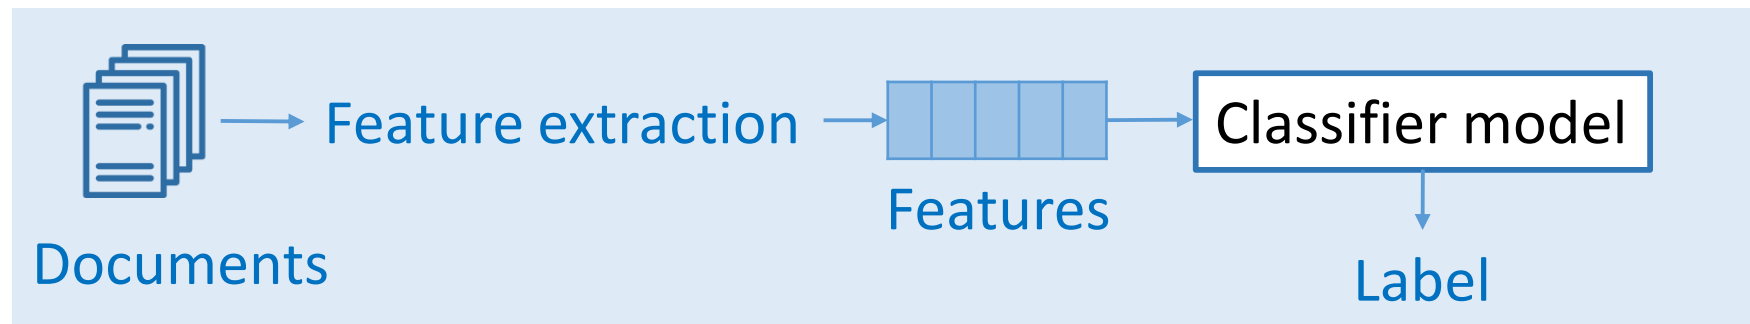 Documents
Feature extraction
Features
Classifier model
Label